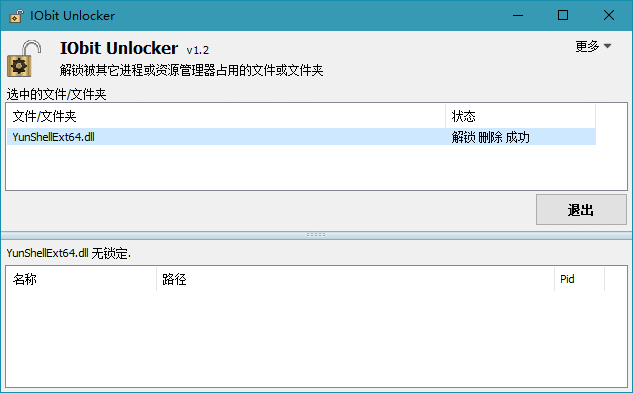 IObit Unlocker
IObit Unlocker v1.2
更多
解锁被其它进程或资源管理器占用的文件或文件夹
选中的文件/文件夹
文件/文件夹 状态
YunShellExt64.dll 解锁 删除 成功
退出
YunShellExt64.dll 无锁定.
名称 路径 Pid